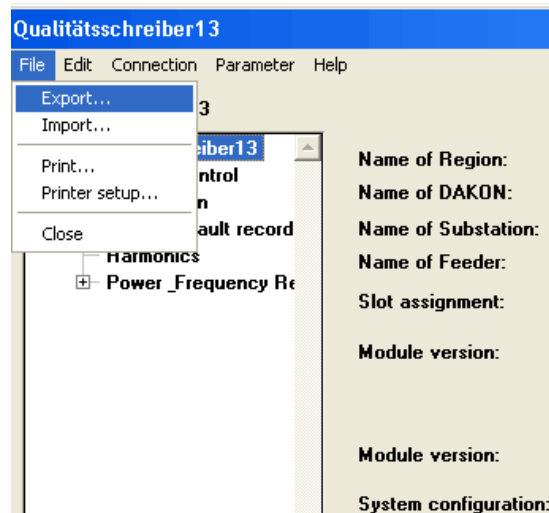 Qualitätsschreiber13
File Edit Connection Parameter Help
Export...
Import...
Print...
Printer setup...
Close
3
eiber13
ntrol
n
ault record
Harmonics
Power _Frequency Re
Name of Region:
Name of DAKON:
Name of Substation:
Name of Feeder:
Slot assignment:
Module version:
Module version:
System configuration: